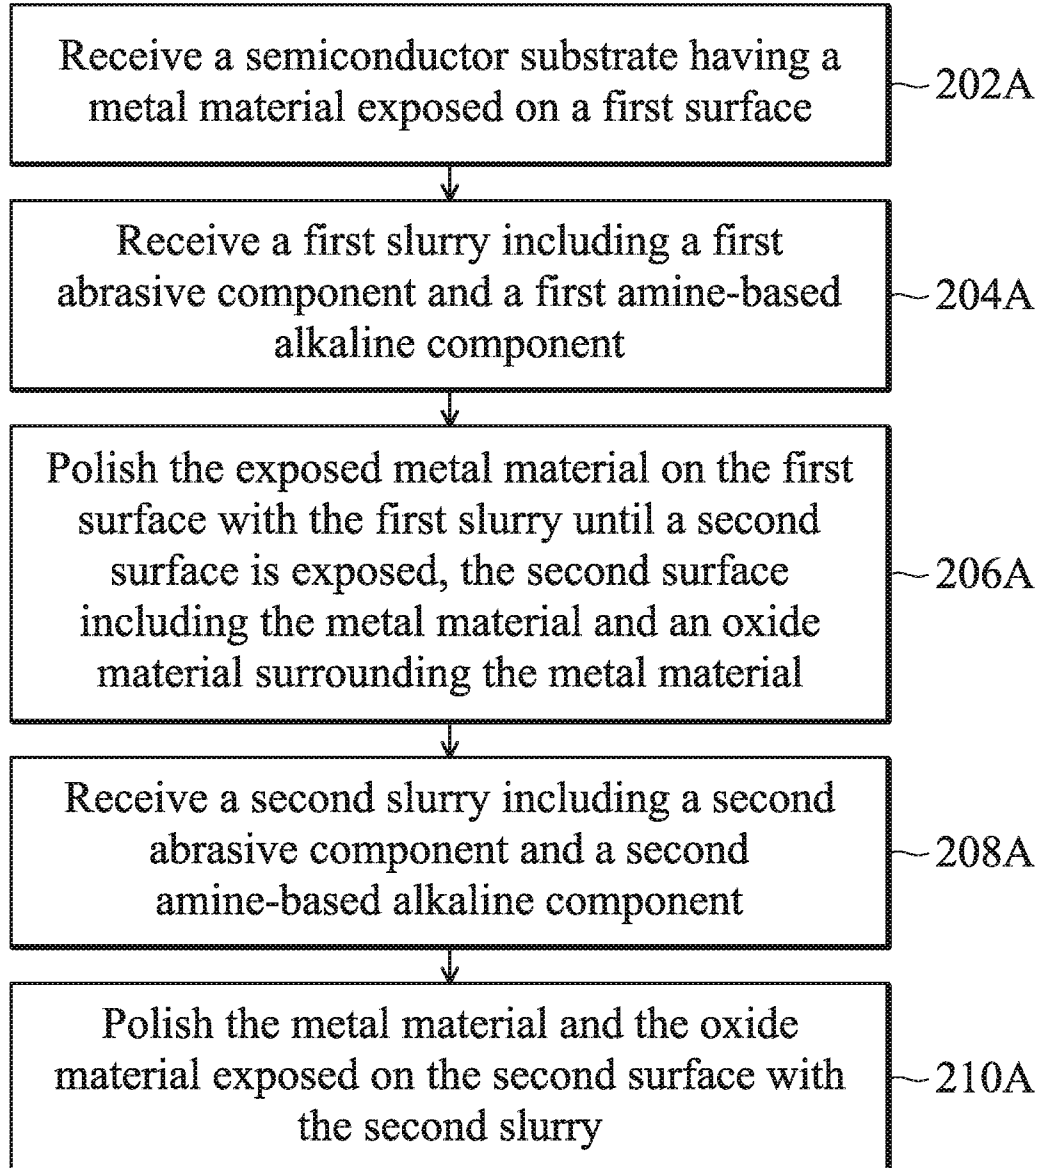 Receive a semiconductor substrate having a
metal material exposed on a first surface
202A
Receive a first slurry including a first
abrasive component and a first amine-based
alkaline component
204A
Polish the exposed metal material on the first
surface with the first slurry until a second
surface is exposed, the second surface
including the metal material and an oxide
material surrounding the metal material
206A
Receive a second slurry including a second
abrasive component and a second
amine-based alkaline component
208A
Polish the metal material and the oxide
material exposed on the second surface with
the second slurry
210A